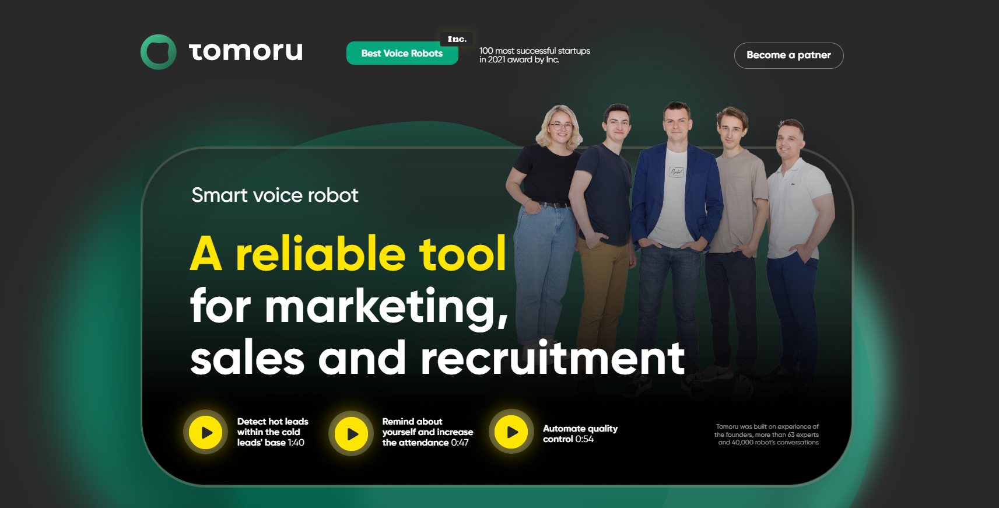 tomoru
Best Voice Robots
Inc.
100 most successful startups
in 2021 award by Inc.
Become a patner
Smart voice robot
A reliable tool
for marketing,
sales and recruitment
Detect hot leads
within the cold
leads' base 1:40
Remind about
yourself and increase
the attendance 0:47
Automate quality
control 0:54
Tomoru was built on experience of
the founders, more than 63 experts
and 40,000 robot's conversations